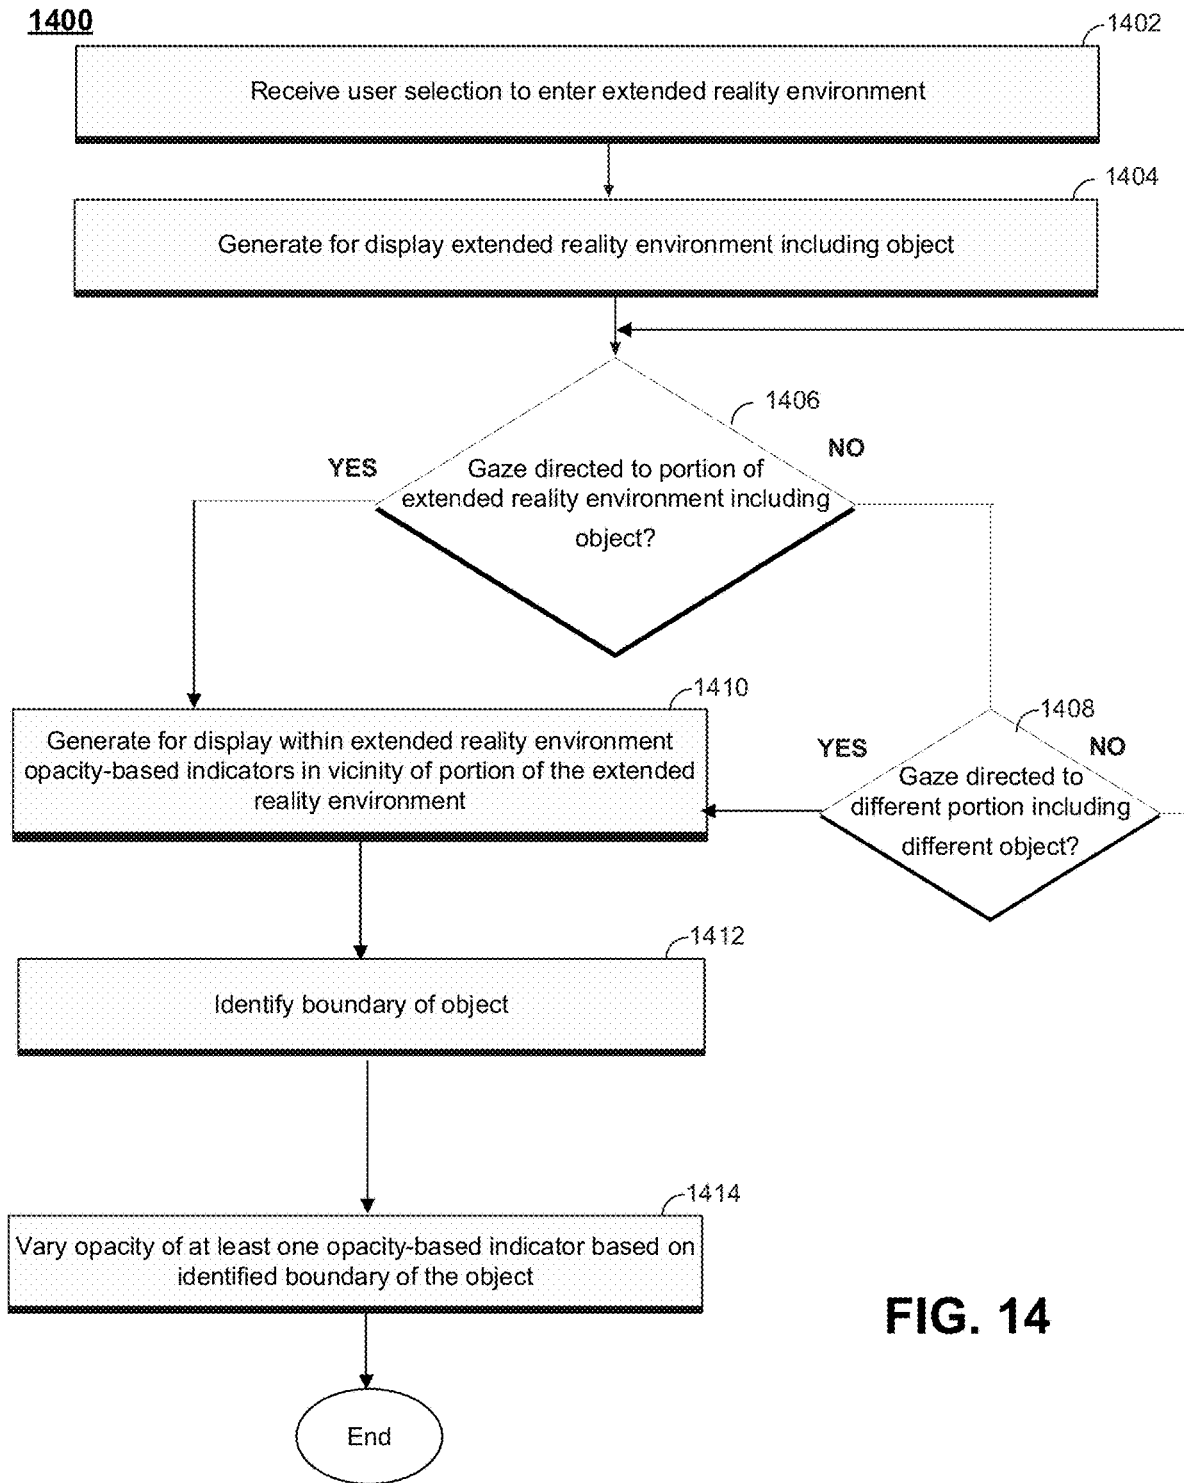 1400
1402
Receive user selection to enter extended reality environment
1404
Generate for display extended reality environment including object
1406
YES
NO
Gaze directed to portion of
extended reality environment including
object?
1410
Generate for display within extended reality environment
opacity-based indicators in vicinity of portion of the extended
reality environment
1408
YES
NO
Gaze directed to
different portion including
different object?
1412
Identify boundary of object
1414
Vary opacity of at least one opacity-based indicator based on
identified boundary of the object
FIG. 14
End